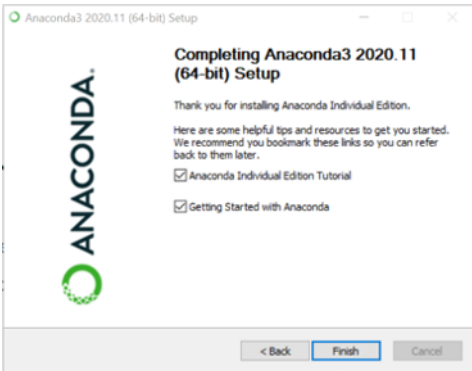 Anaconda3 2020.11 (64-bit) Setup
ANACONDA.
Completing Anaconda3 2020.11
(64-bit) Setup
Thank you for installing Anaconda Individual Edition.
Here are some helpful tips and resources to get you started.
We recommend you bookmark these links so you can refer
back to them later.
Anaconda Individual Edition Tutorial
Getting Started with Anaconda
< Back
Finish
Cancel